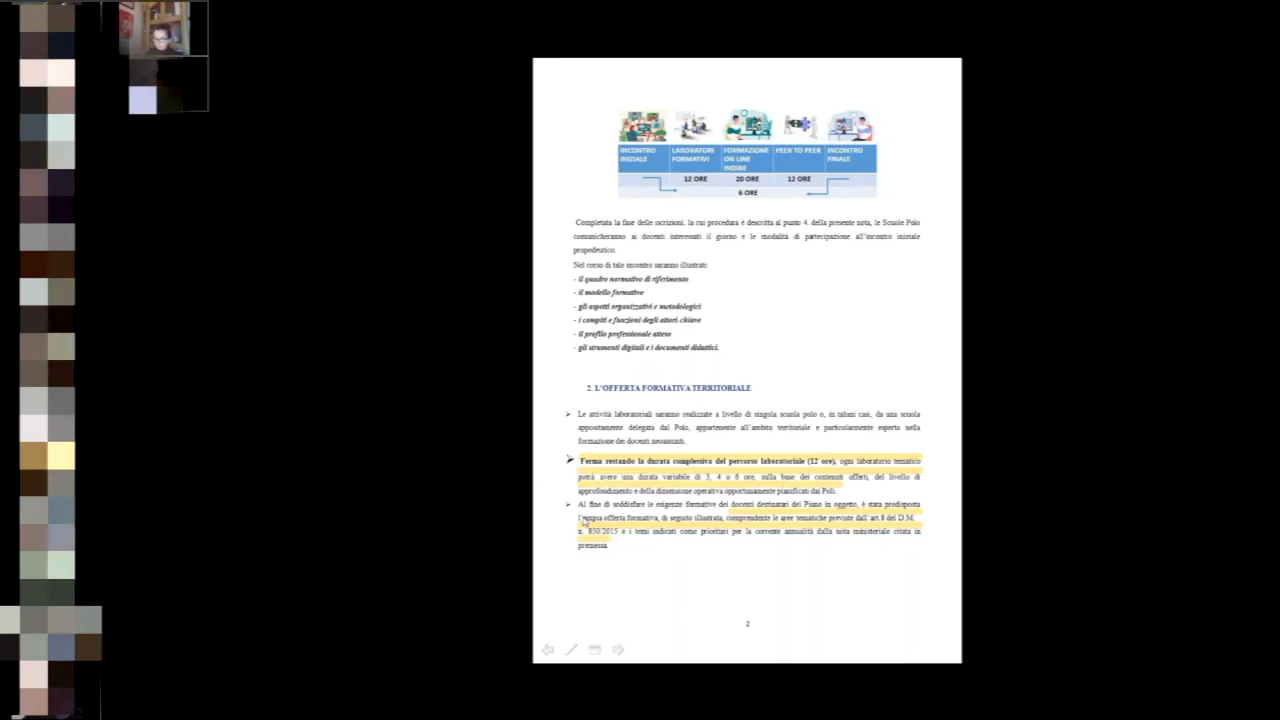 INCONTRO INIZIALE LABORATORI FORMATIVI FORMAZIONE ON LINE INDIRE PEER TO PEER INCONTRO FINALE
12 ORE 20 ORE 12 ORE
6 ORE
Completata la fase delle iscrizioni, la cui procedura è descritta al punto 4. della presente nota, le Scuole Polo
comunicheranno ai docenti interessati il giorno e le modalità di partecipazione all'incontro iniziale
propedeutico.
Nel corso di tale incontro saranno illustrati:
- il quadro normativo di riferimento
- il modello formativo
- gli aspetti organizzativi e metodologici
- i compiti e funzioni degli attori-chiave
- il profilo professionale atteso
- gli strumenti digitali e i documenti didattici.
2. L'OFFERTA FORMATIVA TERRITORIALE
➢ Le attività laboratoriali saranno realizzate a livello di singola scuola polo o, in taluni casi, da una scuola
appositamente delegata dal Polo, appartenente all'ambito territoriale e particolarmente esperta nella
formazione dei docenti neoassunti.
➢ Ferma restando la durata complessiva del percorso laboratoriale (12 ore), ogni laboratorio tematico
potrà avere una durata variabile di 3, 4 o 6 ore, sulla base dei contenuti offerti, del livello di
approfondimento e della dimensione operativa opportunamente pianificati dai Poli.
➢ Al fine di soddisfare le esigenze formative dei docenti destinatari del Piano in oggetto, è stata predisposta
l'ampia offerta formativa, di seguito illustrata, comprendente le aree tematiche previste dall'art.8 del D.M.
n. 850/2015 e i temi indicati come prioritari per la corrente annualità dalla nota ministeriale citata in
premessa.
2